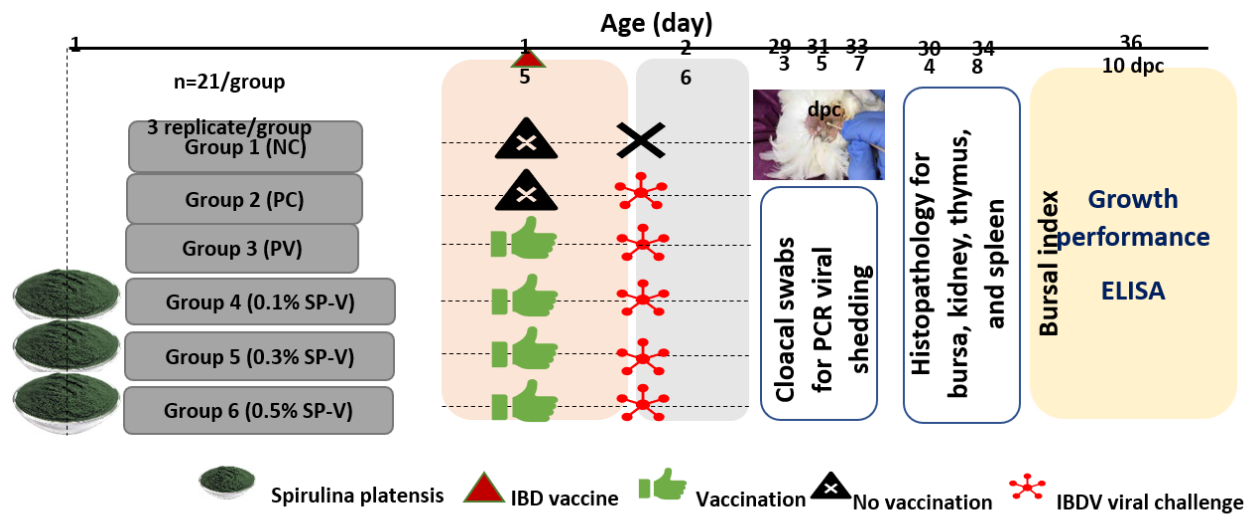 Age (day)
1
1
5
2
6
29
3
31
5
33
7
30
4
34
8
36
10 dpc
n=21/group
3 replicate/group
Group 1 (NC)
Group 2 (PC)
Group 3 (PV)
Group 4 (0.1% SP-V)
Group 5 (0.3% SP-V)
Group 6 (0.5% SP-V)
dpc
Cloacal swabs
for PCR viral
shedding
Histopathology for
bursa, kidney, thymus,
and spleen
Bursal index
Growth
performance
ELISA
Spirulina platensis
IBD vaccine
Vaccination
No vaccination
IBDV viral challenge